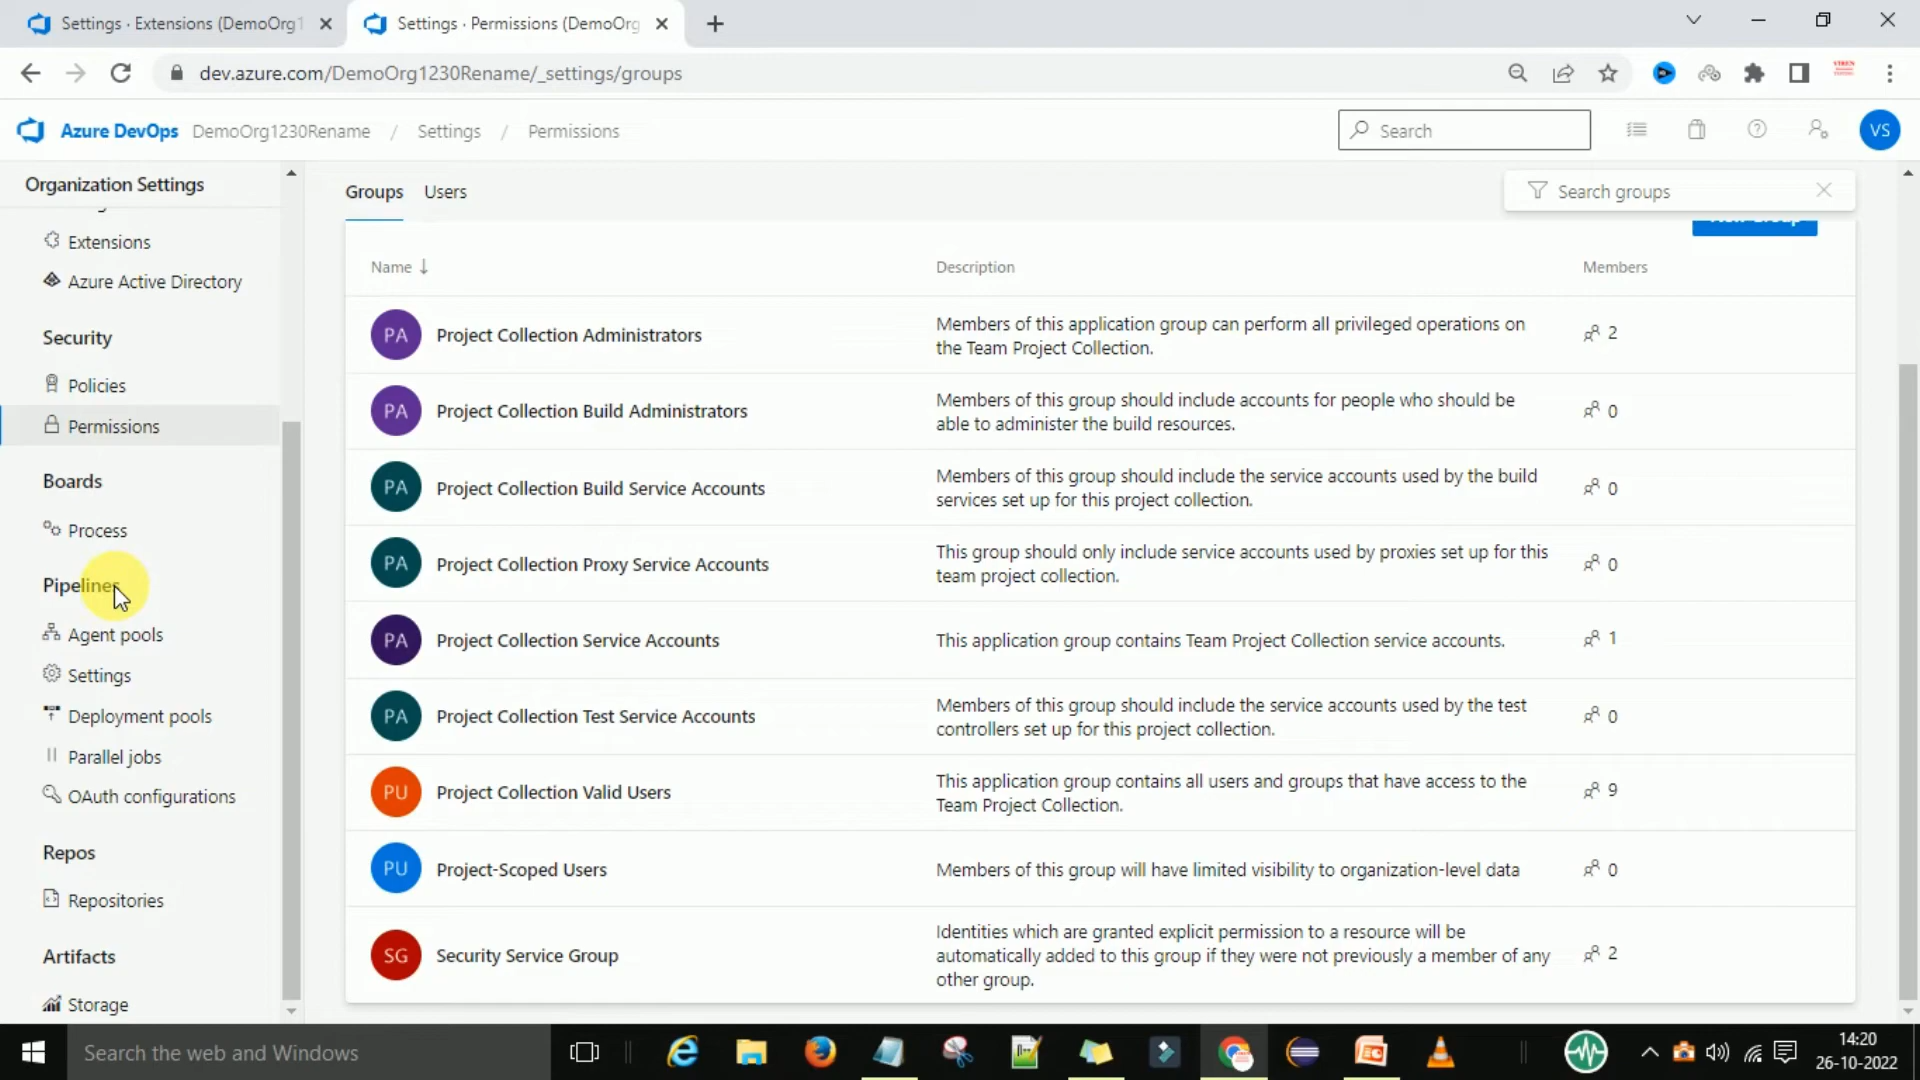 Settings · Extensions (DemoOrg1
Settings · Permissions (DemoOrg
dev.azure.com/DemoOrg1230Rename/_settings/groups
Azure DevOps DemoOrg1230Rename / Settings / Permissions
Search
VS
Organization Settings
Extensions
Azure Active Directory
Security
Policies
Permissions
Boards
Process
Pipelines
Agent pools
Settings
Deployment pools
Parallel jobs
OAuth configurations
Repos
Repositories
Artifacts
Storage
Groups Users
Search groups
Name Description Members
PA Project Collection Administrators
Members of this application group can perform all privileged operations on
the Team Project Collection.
2
PA Project Collection Build Administrators
Members of this group should include accounts for people who should be
able to administer the build resources.
0
PA Project Collection Build Service Accounts
Members of this group should include the service accounts used by the build
services set up for this project collection.
0
PA Project Collection Proxy Service Accounts
This group should only include service accounts used by proxies set up for this
team project collection.
0
PA Project Collection Service Accounts
This application group contains Team Project Collection service accounts.
1
PA Project Collection Test Service Accounts
Members of this group should include the service accounts used by the test
controllers set up for this project collection.
0
PU Project Collection Valid Users
This application group contains all users and groups that have access to the
Team Project Collection.
9
PU Project-Scoped Users
Members of this group will have limited visibility to organization-level data
0
SG Security Service Group
Identities which are granted explicit permission to a resource will be
automatically added to this group if they were not previously a member of any
other group.
2
Search the web and Windows
14:20
26-10-2022